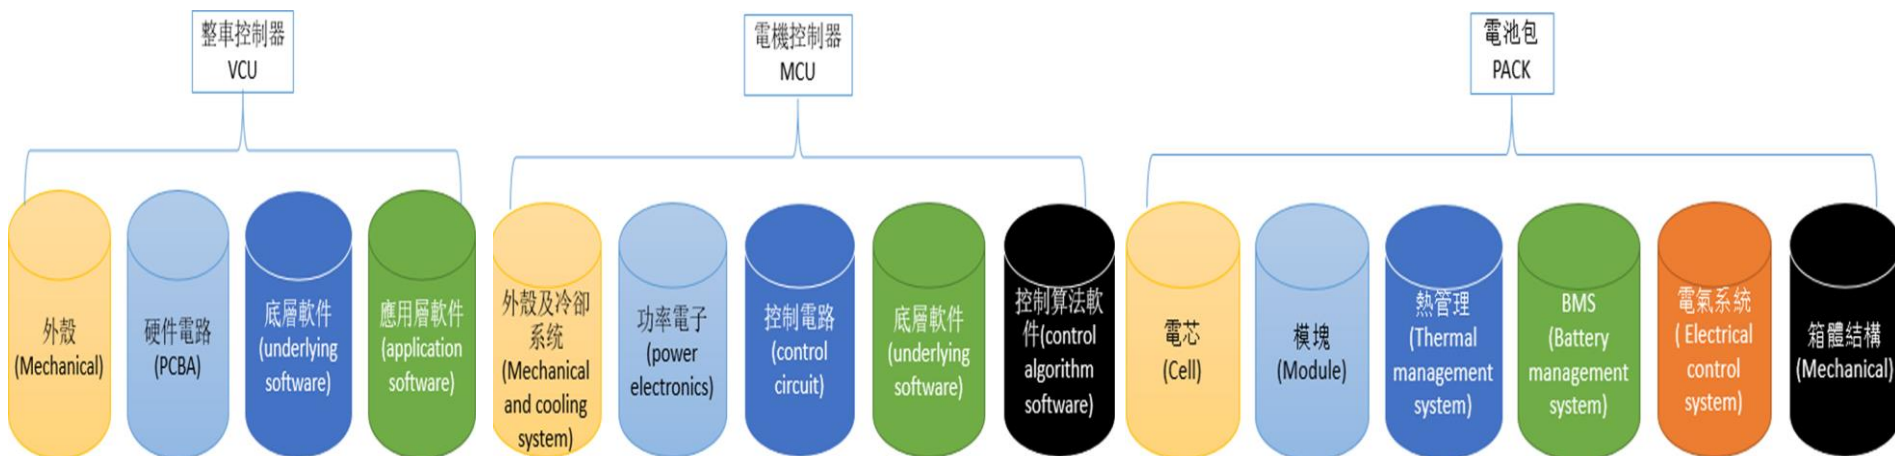 整車控制器
VCU
外殼
(Mechanical)
硬件電路
(PCBA)
底層軟件
(underlying
software)
應用層軟件
(application
software)
電機控制器
MCU
外殼及冷卻
系統
(Mechanical
and cooling
system)
功率電子
(power
electronics)
控制電路
(control
circuit)
底層軟件
(underlying
software)
控制算法軟
件(control
algorithm
software)
電池包
PACK
電芯
(Cell)
模塊
(Module)
熱管理
(Thermal
management
system)
BMS
(Battery
management
system)
電氣系統
( Electrical
control
system)
箱體結構
(Mechanical)